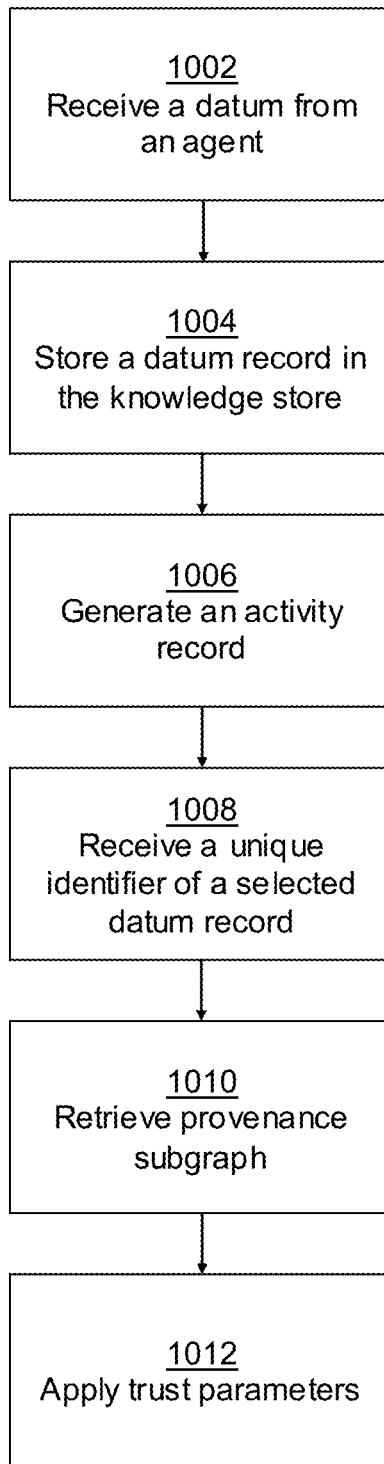 1002
Receive a datum from
an agent
1004
Store a datum record in
the knowledge store
1006
Generate an activity
record
1008
Receive a unique
identifier of a selected
datum record
1010
Retrieve provenance
subgraph
1012
Apply trust parameters